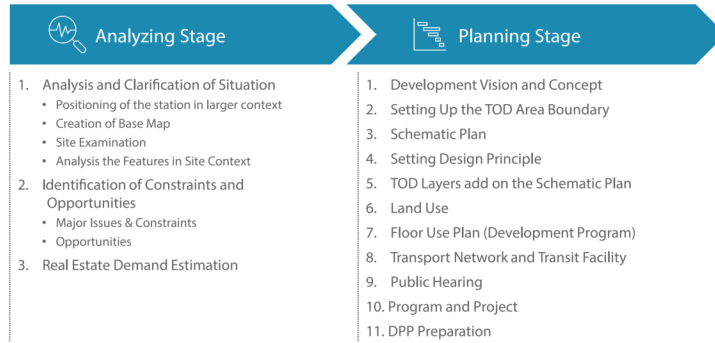 Analyzing Stage
1. Analysis and Clarification of Situation
• Positioning of the station in larger context
• Creation of Base Map
• Site Examination
• Analysis the Features in Site Context
2. Identification of Constraints and
Opportunities
• Major Issues & Constraints
• Opportunities
3. Real Estate Demand Estimation
Planning Stage
1. Development Vision and Concept
2. Setting Up the TOD Area Boundary
3. Schematic Plan
4. Setting Design Principle
5. TOD Layers add on the Schematic Plan
6. Land Use
7. Floor Use Plan (Development Program)
8. Transport Network and Transit Facility
9. Public Hearing
10. Program and Project
11. DPP Preparation